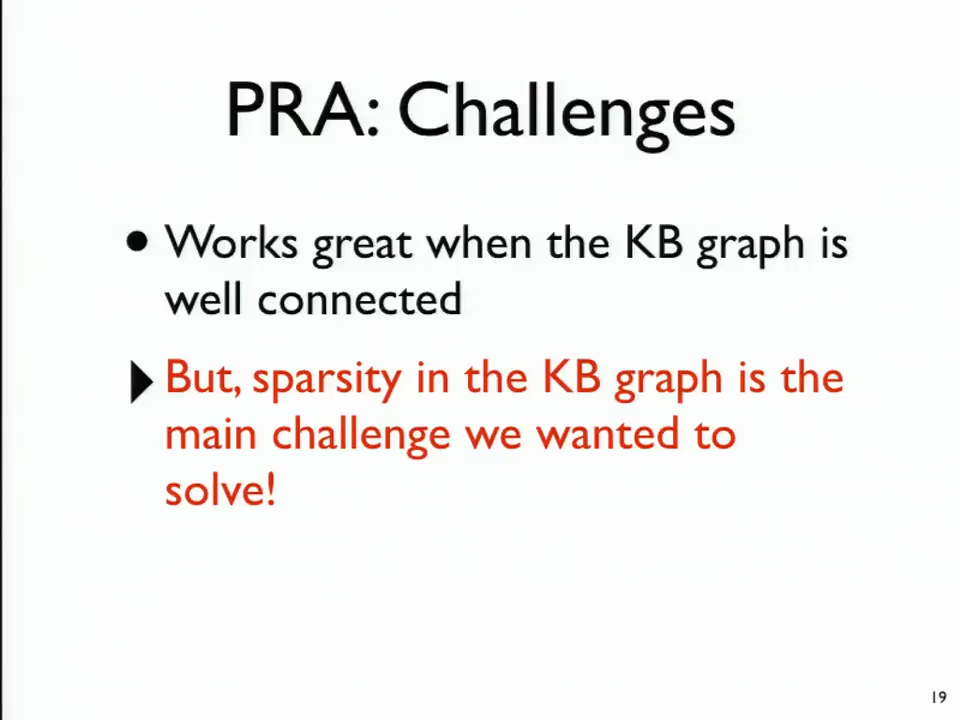 PRA: Challenges
• Works great when the KB graph is
well connected
‣ But, sparsity in the KB graph is the
main challenge we wanted to
solve!
19